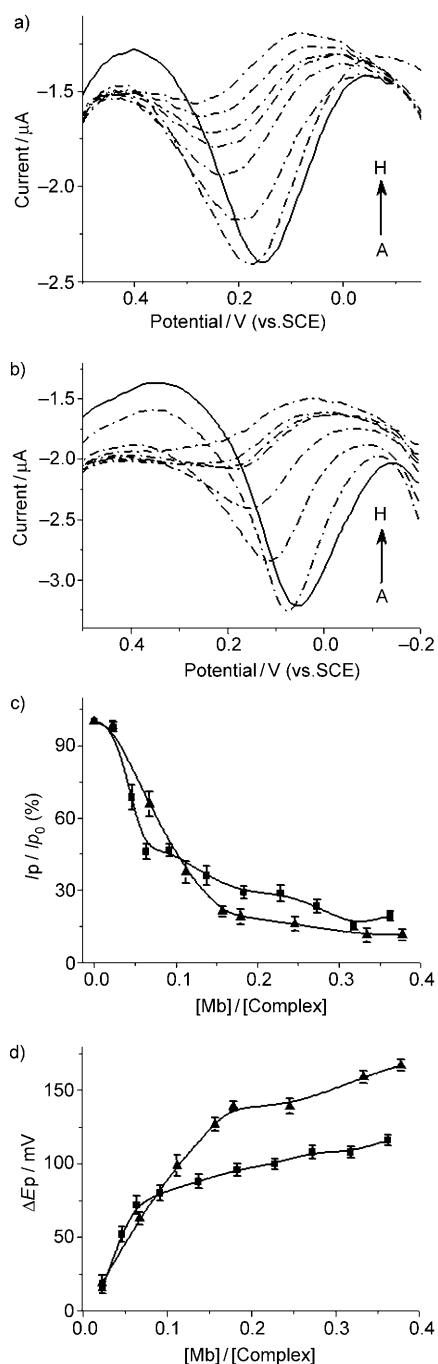 a)
Current / µA
−1.5
−2.0
−2.5
H
A
0.4 0.2 0.0
Potential / V (vs.SCE)
b)
Current / µA
−1.5
−2.0
−2.5
−3.0
H
A
0.4 0.2 0.0 −0.2
Potential / V (vs.SCE)
c)
Ip / Ip0 (%)
90
60
30
0
0.0 0.1 0.2 0.3 0.4
[Mb] / [Complex]
d)
ΔEp / mV
150
100
50
0
0.0 0.1 0.2 0.3 0.4
[Mb] / [Complex]